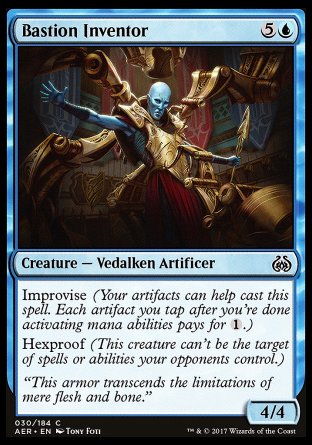 Bastion Inventor 5
Creature — Vedalken Artificer
Improvise (Your artifacts can help cast this
spell. Each artifact you tap after you're done
activating mana abilities pays for 1.)
Hexproof (This creature can't be the target
of spells or abilities your opponents control.)
"This armor transcends the limitations of
mere flesh and bone."
4/4
030/184 C
AER • EN Tony Foti
™ & © 2017 Wizards of the Coast